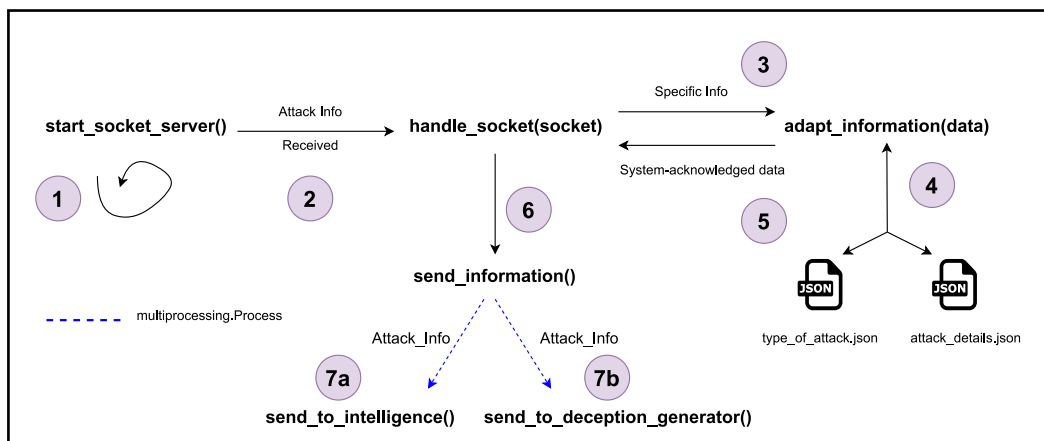 3
Specific Info
Attack Info
start_socket_server()
handle_socket(socket)
adapt_information(data)
Received
System-acknowledged data
1
2
4
5
6
send_information()
JSON
JSON
multiprocessing.Process
Attack_Info
Attack_Info
type_of_attack.json
attack_details.json
7a
7b
send_to_intelligence()
send_to_deception_generator()